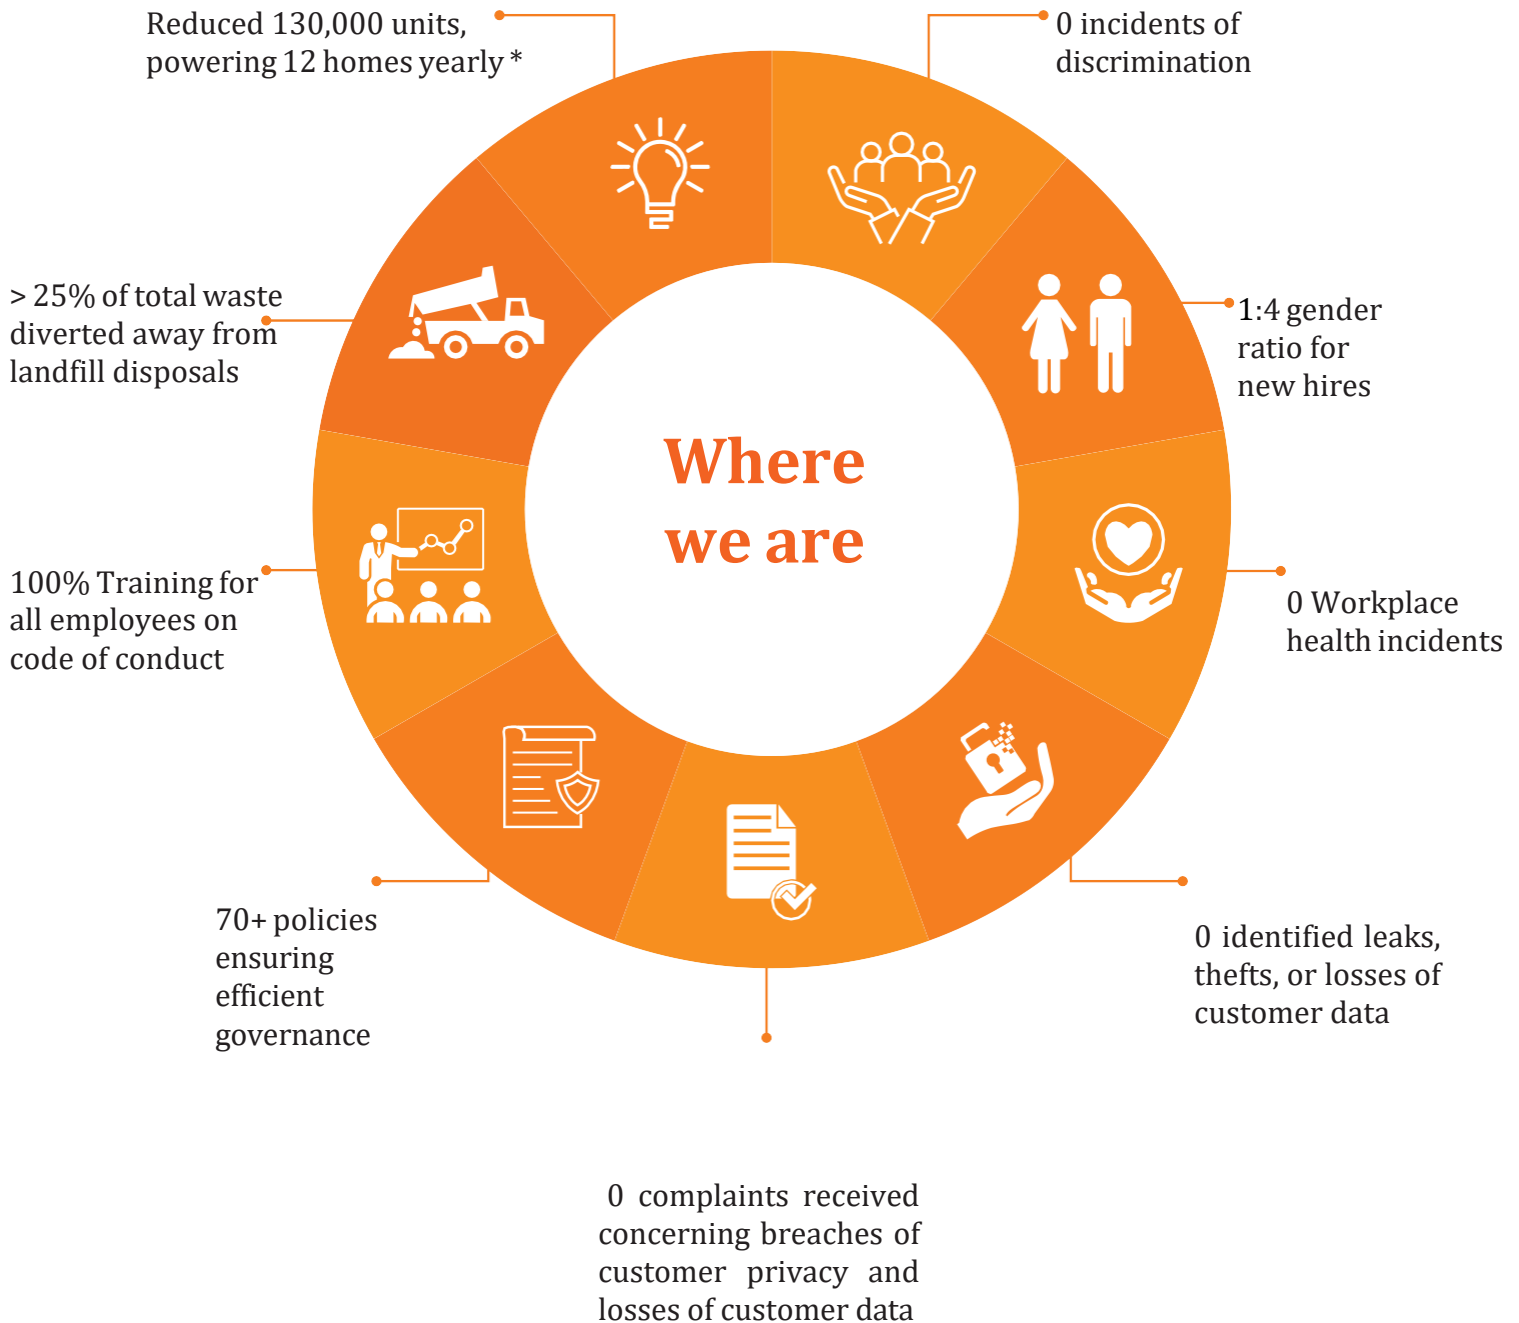 Reduced 130,000 units,
powering 12 homes yearly *
0 incidents of
discrimination
> 25% of total waste
diverted away from
landfill disposals
1:4 gender
ratio for
new hires
Where
we are
100% Training for
all employees on
code of conduct
0 Workplace
health incidents
70+ policies
ensuring
efficient
governance
0 identified leaks,
thefts, or losses of
customer data
0 complaints received
concerning breaches of
customer privacy and
losses of customer data